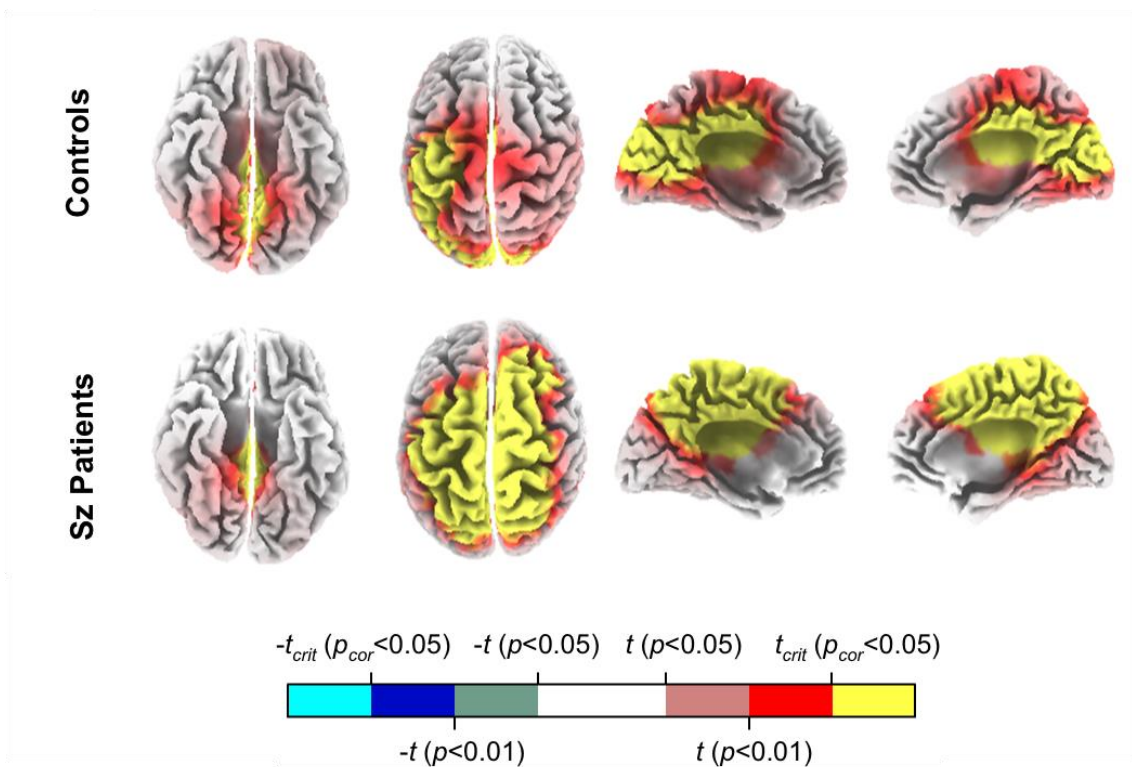 Controls
Sz Patients
-tcrit (pcor<0.05) -t (p<0.05) t (p<0.05) tcrit (pcor<0.05)
-t (p<0.01) t (p<0.01)